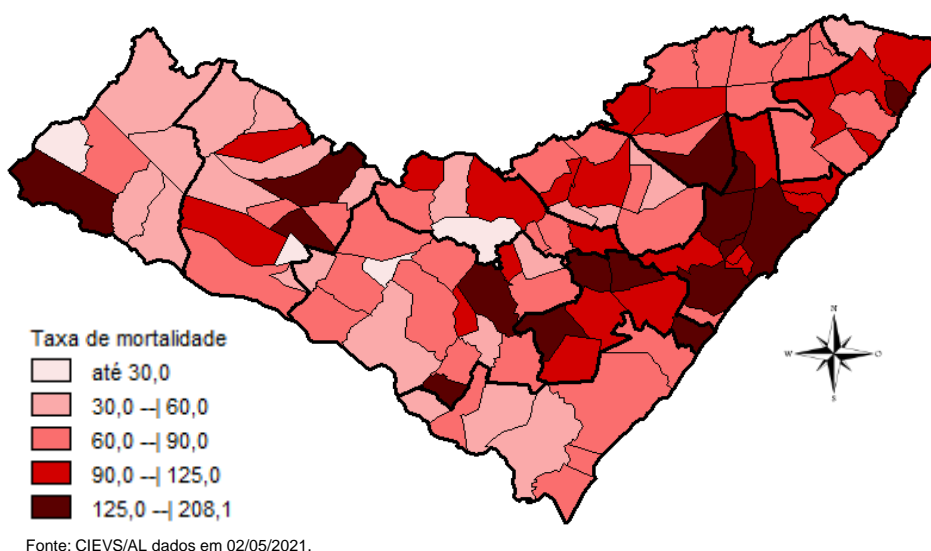 N
W
O
S
Taxa de mortalidade
até 30,0
30,0 --| 60,0
60,0 --| 90,0
90,0 --| 125,0
125,0 --| 208,1
Fonte: CIEVS/AL dados em 02/05/2021.